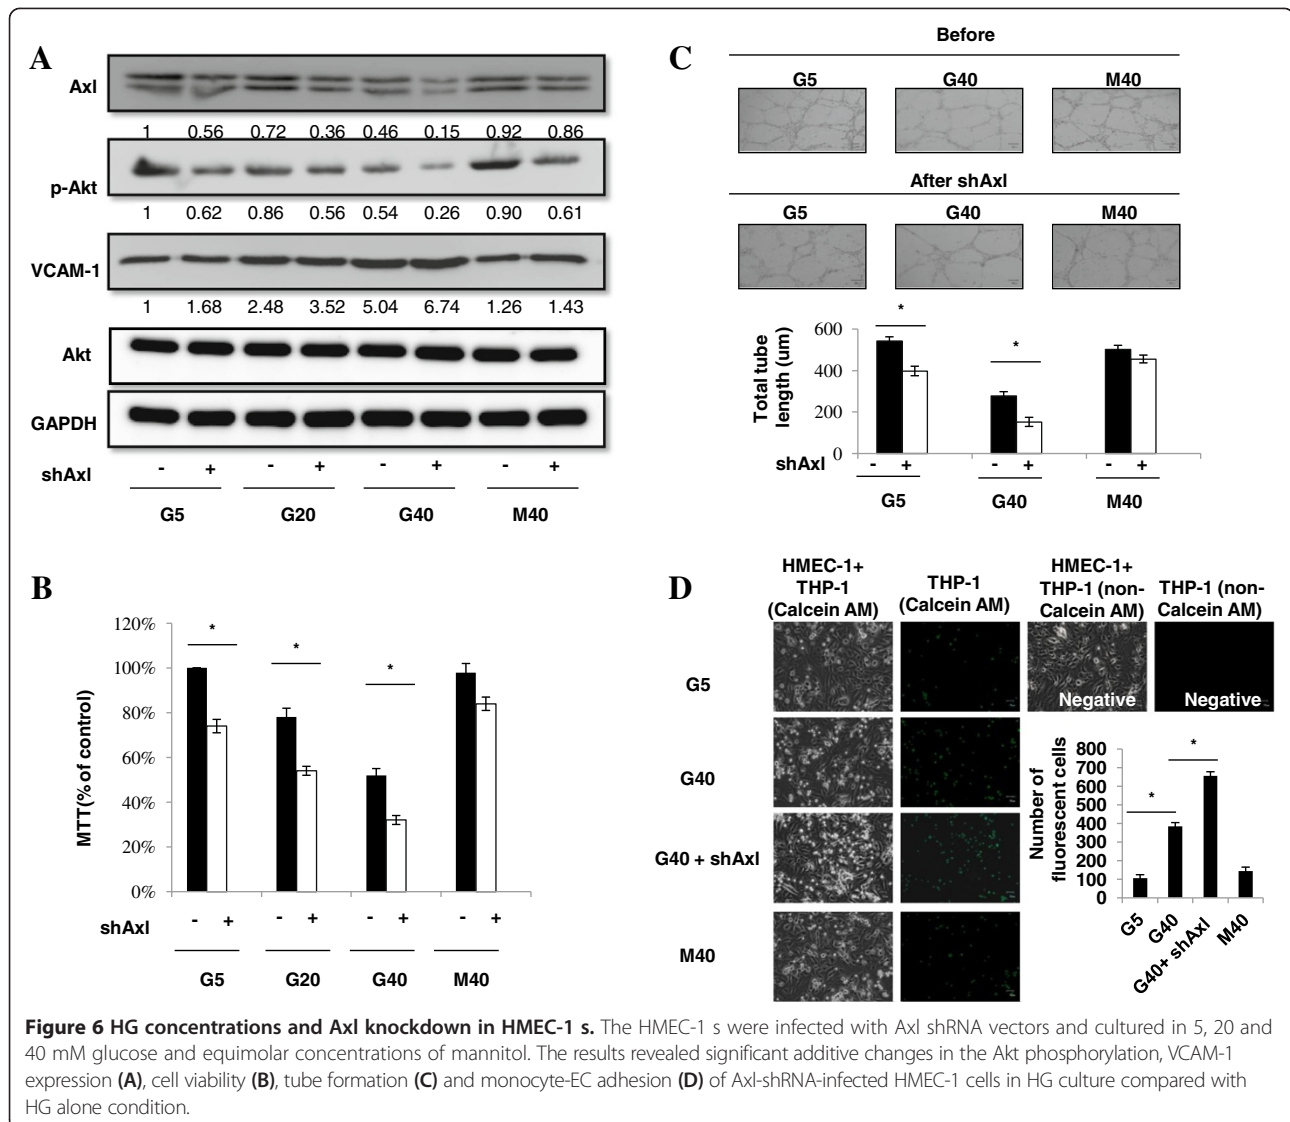 A
Axl
1 0.56 0.72 0.36 0.46 0.15 0.92 0.86
p-Akt
1 0.62 0.86 0.56 0.54 0.26 0.90 0.61
VCAM-1
1 1.68 2.48 3.52 5.04 6.74 1.26 1.43
Akt
GAPDH
shAxl - + - + - + - +
G5 G20 G40 M40
B
120%
100%
80%
60%
40%
20%
0%
MTT(% of control)
* * *
shAxl - + - + - + - +
G5 G20 G40 M40
C
Before
G5 G40 M40
After shAxl
G5 G40 M40
600
400
200
0
Total tube
length (um)
* *
shAxl - + - + - +
G5 G40 M40
D
HMEC-1+
THP-1
(Calcein AM)
THP-1
(Calcein AM)
HMEC-1+
THP-1 (non-
Calcein AM)
THP-1 (non-
Calcein AM)
G5
Negative Negative
G40
G40 + shAxl
M40
800
700
600
500
400
300
200
100
0
Number of
fluorescent cells
* *
G5
G40
G40+ shAxl
M40
Figure 6 HG concentrations and Axl knockdown in HMEC-1 s. The HMEC-1 s were infected with Axl shRNA vectors and cultured in 5, 20 and
40 mM glucose and equimolar concentrations of mannitol. The results revealed significant additive changes in the Akt phosphorylation, VCAM-1
expression (A), cell viability (B), tube formation (C) and monocyte-EC adhesion (D) of Axl-shRNA-infected HMEC-1 cells in HG culture compared with
HG alone condition.